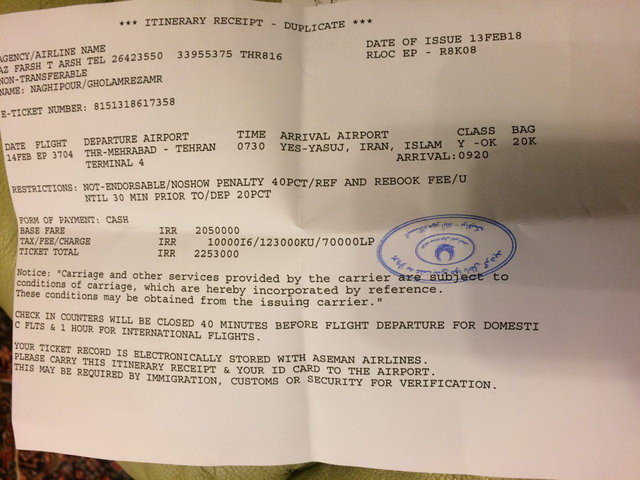 *** ITINERARY RECEIPT - DUPLICATE ***
AGENCY/AIRLINE NAME
DATE OF ISSUE 13FEB18
AZ FARSH T ARSH TEL 26423550 33955375 THR816
RLOC EP - R8K08
NON-TRANSFERABLE
NAME: NAGHIPOUR/GHOLAMREZAMR
E-TICKET NUMBER: 8151318617358
DATE FLIGHT DEPARTURE AIRPORT TIME ARRIVAL AIRPORT CLASS BAG
14FEB EP 3704 THR-MEHRABAD - TEHRAN 0730 YES-YASUJ, IRAN, ISLAM Y -OK 20K
TERMINAL 4 ARRIVAL:0920
RESTRICTIONS: NOT-ENDORSABLE/NOSHOW PENALTY 40PCT/REF AND REBOOK FEE/U
NTIL 30 MIN PRIOR TO/DEP 20PCT
FORM OF PAYMENT: CASH
BASE FARE IRR 2050000
TAX/FEE/CHARGE IRR 10000I6/123000KU/70000LP
TICKET TOTAL IRR 2253000
Notice: "Carriage and other services provided by the carrier are subject to
conditions of carriage, which are hereby incorporated by reference.
These conditions may be obtained from the issuing carrier."
CHECK IN COUNTERS WILL BE CLOSED 40 MINUTES BEFORE FLIGHT DEPARTURE FOR DOMESTI
C FLTS & 1 HOUR FOR INTERNATIONAL FLIGHTS.
YOUR TICKET RECORD IS ELECTRONICALLY STORED WITH ASEMAN AIRLINES.
PLEASE CARRY THIS ITINERARY RECEIPT & YOUR ID CARD TO THE AIRPORT.
THIS MAY BE REQUIRED BY IMMIGRATION, CUSTOMS OR SECURITY FOR VERIFICATION.